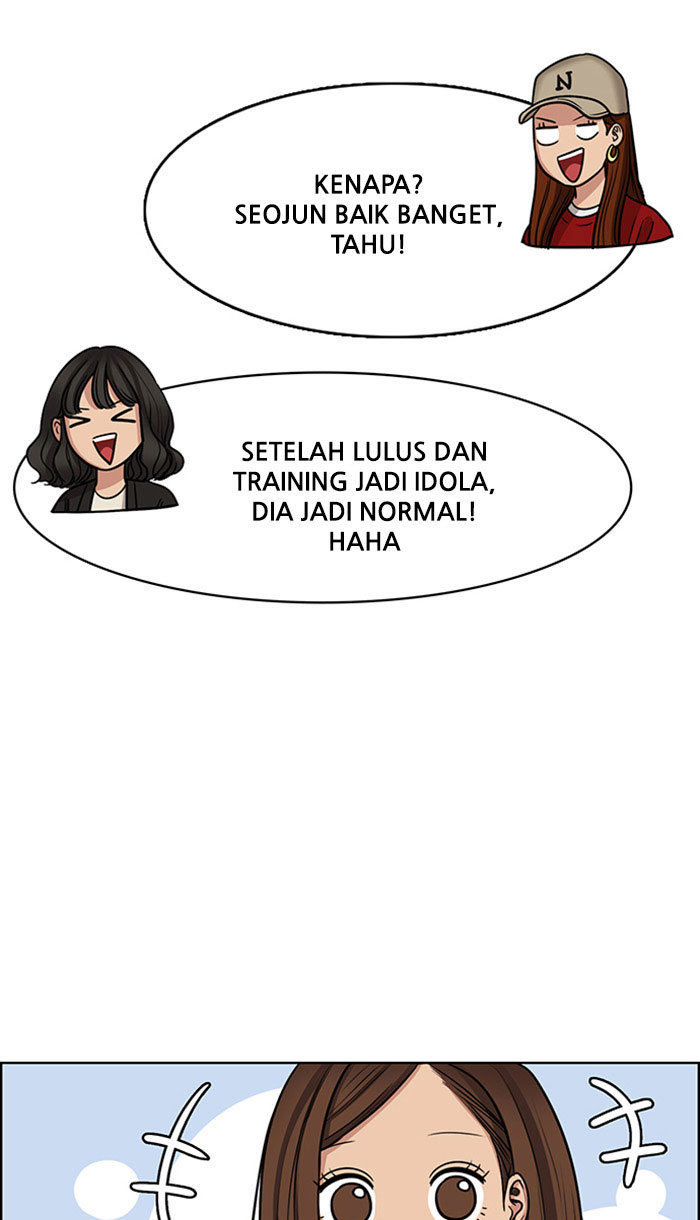 N
KENAPA?
SEOJUN BAIK BANGET,
TAHU!
SETELAH LULUS DAN
TRAINING JADI IDOLA,
DIA JADI NORMAL!
HAHA